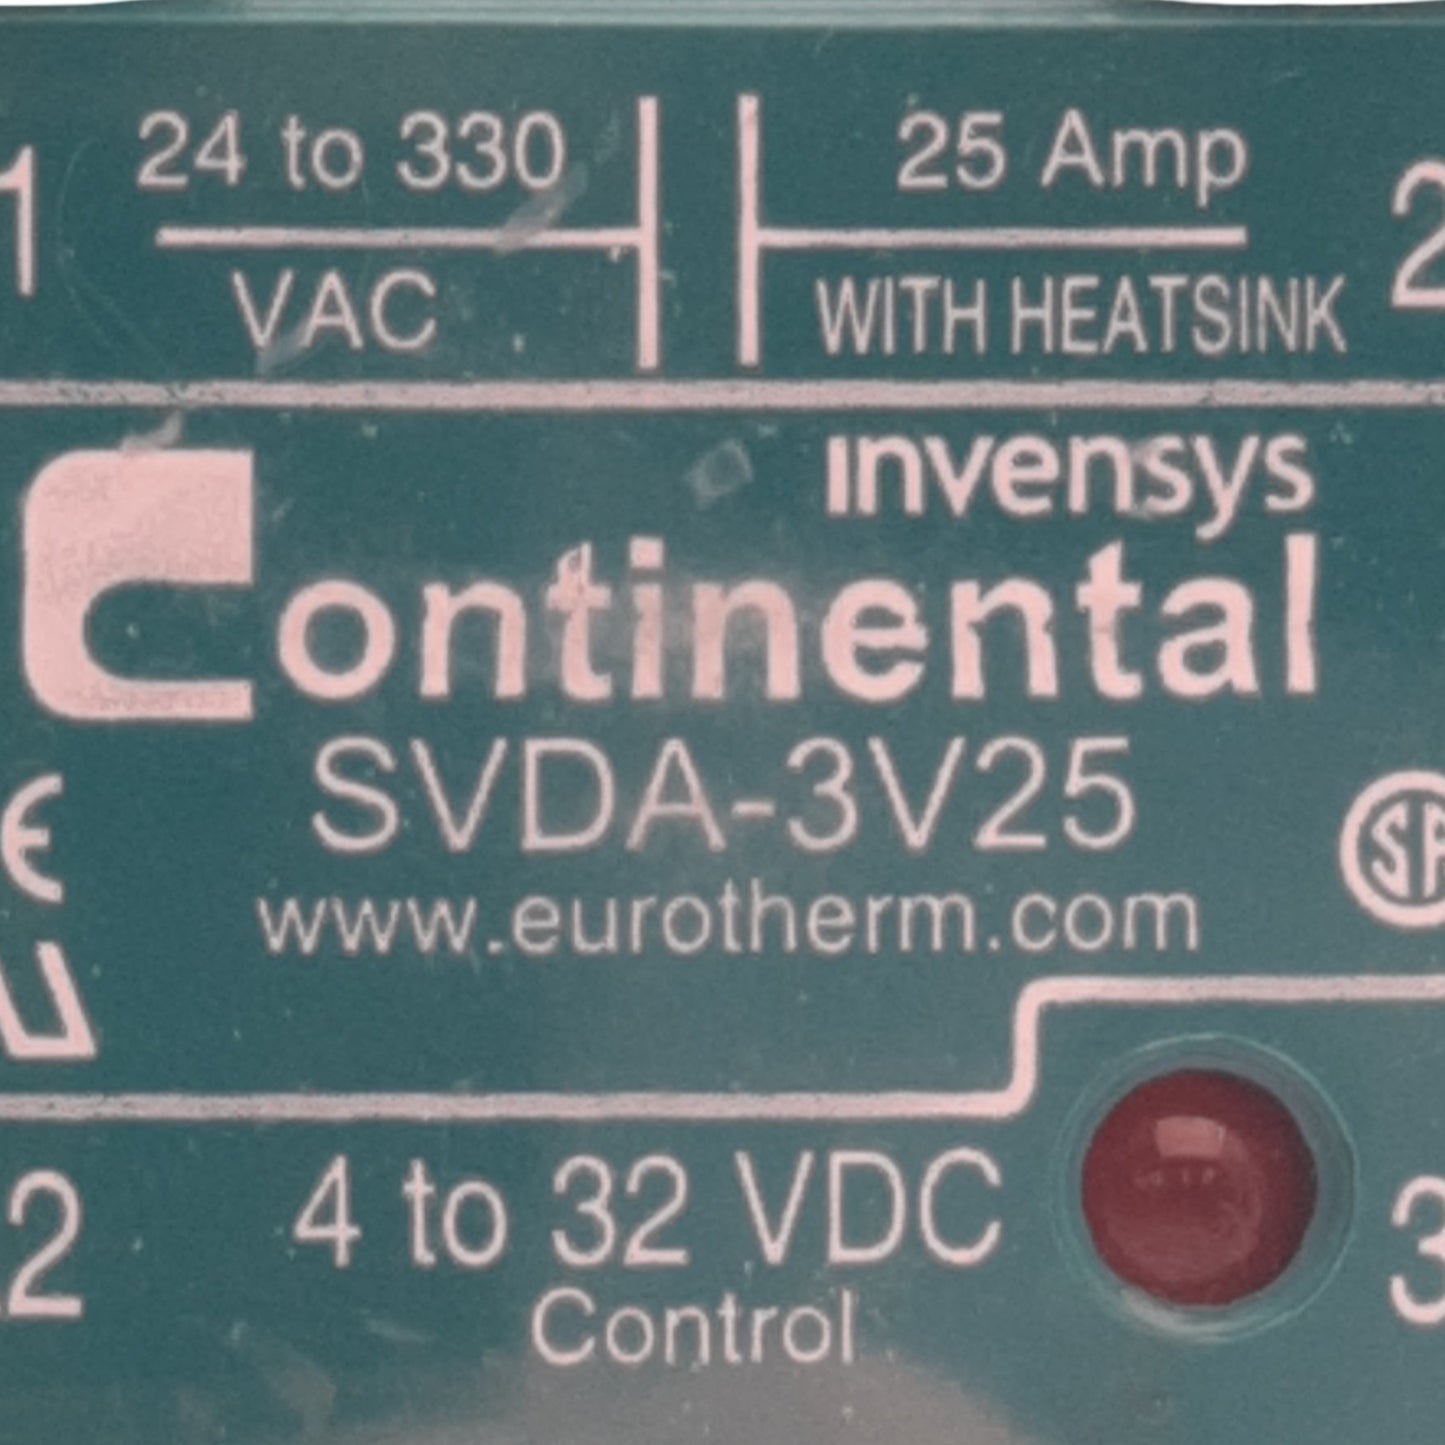 24 to 330
VAC
25 Amp
WITH HEATSINK
1
2
invensys
Continental
SVDA-3V25
www.eurotherm.com
CE
4 to 32 VDC
Control
2
3